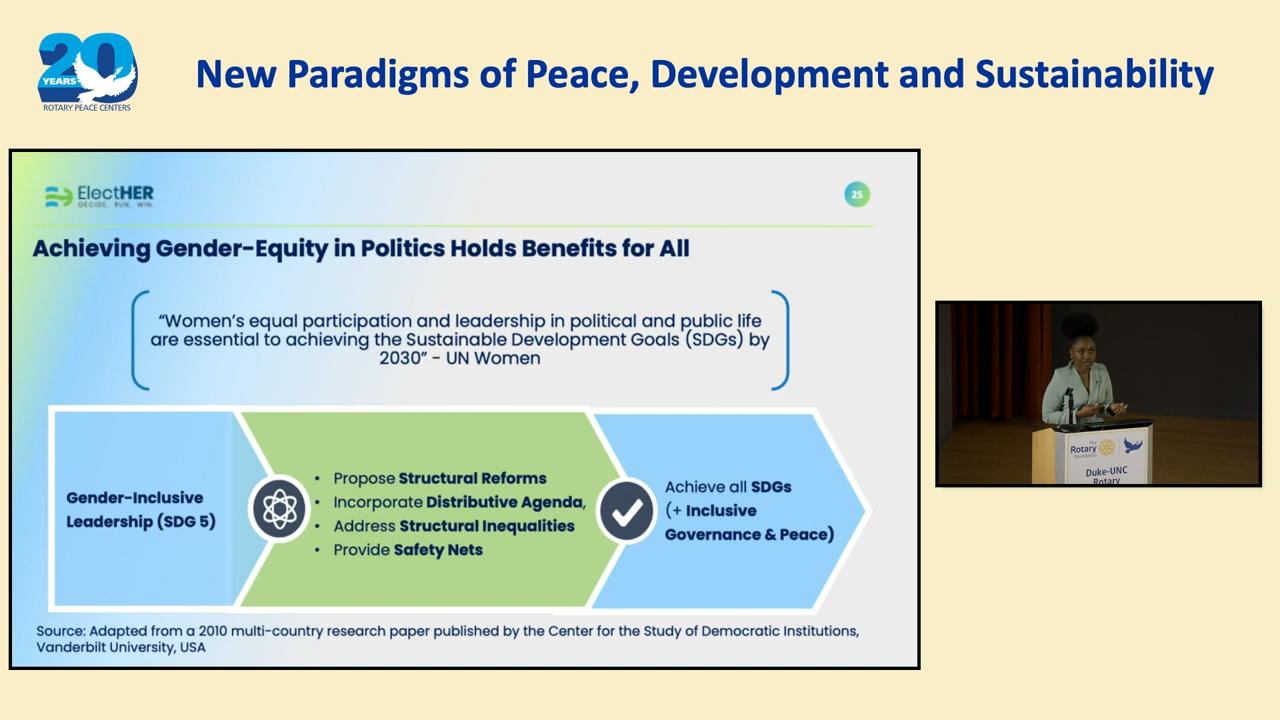 20
YEARS
ROTARY PEACE CENTERS
New Paradigms of Peace, Development and Sustainability
ElectHER
DECIDE. RUN. WIN.
25
Achieving Gender-Equity in Politics Holds Benefits for All
“Women’s equal participation and leadership in political and public life
are essential to achieving the Sustainable Development Goals (SDGs) by
2030” - UN Women
Gender-Inclusive
Leadership (SDG 5)
• Propose Structural Reforms
• Incorporate Distributive Agenda,
• Address Structural Inequalities
• Provide Safety Nets
Achieve all SDGs
(+ Inclusive
Governance & Peace)
Source: Adapted from a 2010 multi-country research paper published by the Center for the Study of Democratic Institutions,
Vanderbilt University, USA
The
Rotary
Foundation
Duke-UNC
Rotary